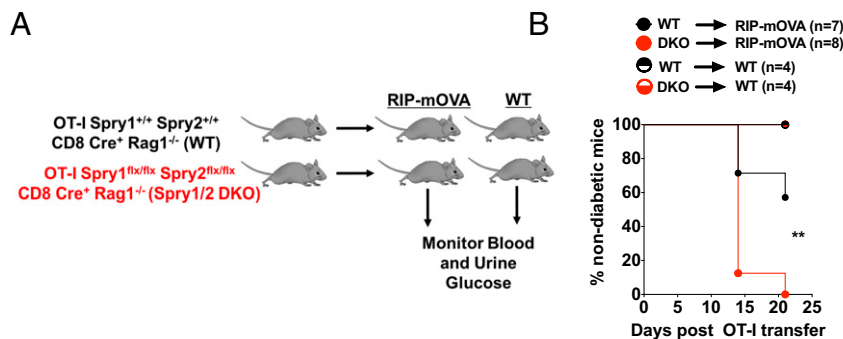 A
RIP-mOVA WT
OT-I Spry1+/+ Spry2+/+
CD8 Cre+ Rag1-/- (WT)
OT-I Spry1flx/flx Spry2flx/flx
CD8 Cre+ Rag1-/- (Spry1/2 DKO)
Monitor Blood
and Urine
Glucose
B
WT RIP-mOVA (n=7)
DKO RIP-mOVA (n=8)
WT WT (n=4)
DKO WT (n=4)
% non-diabetic mice
100
80
60
40
20
0
**
0 5 10 15 20 25
Days post OT-I transfer